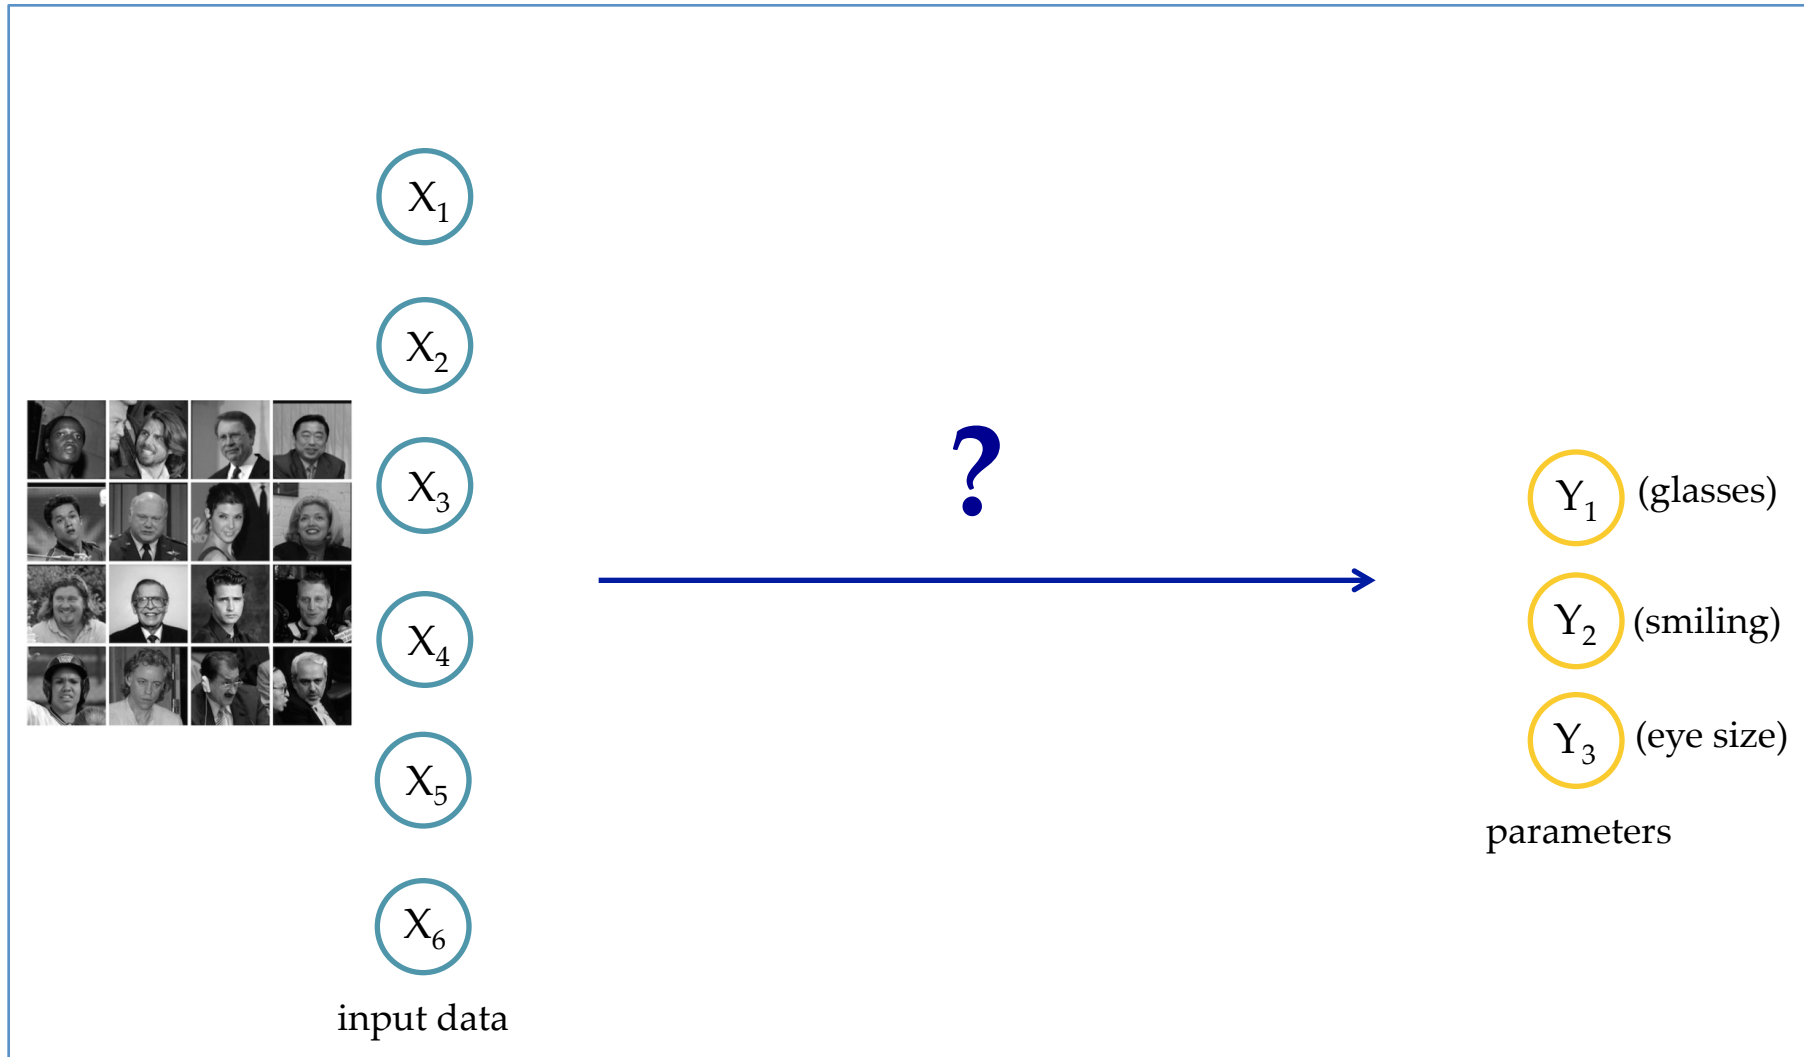 X₁
X₂
X₃
X₄
X₅
X₆
input data
?
Y₁ (glasses)
Y₂ (smiling)
Y₃ (eye size)
parameters